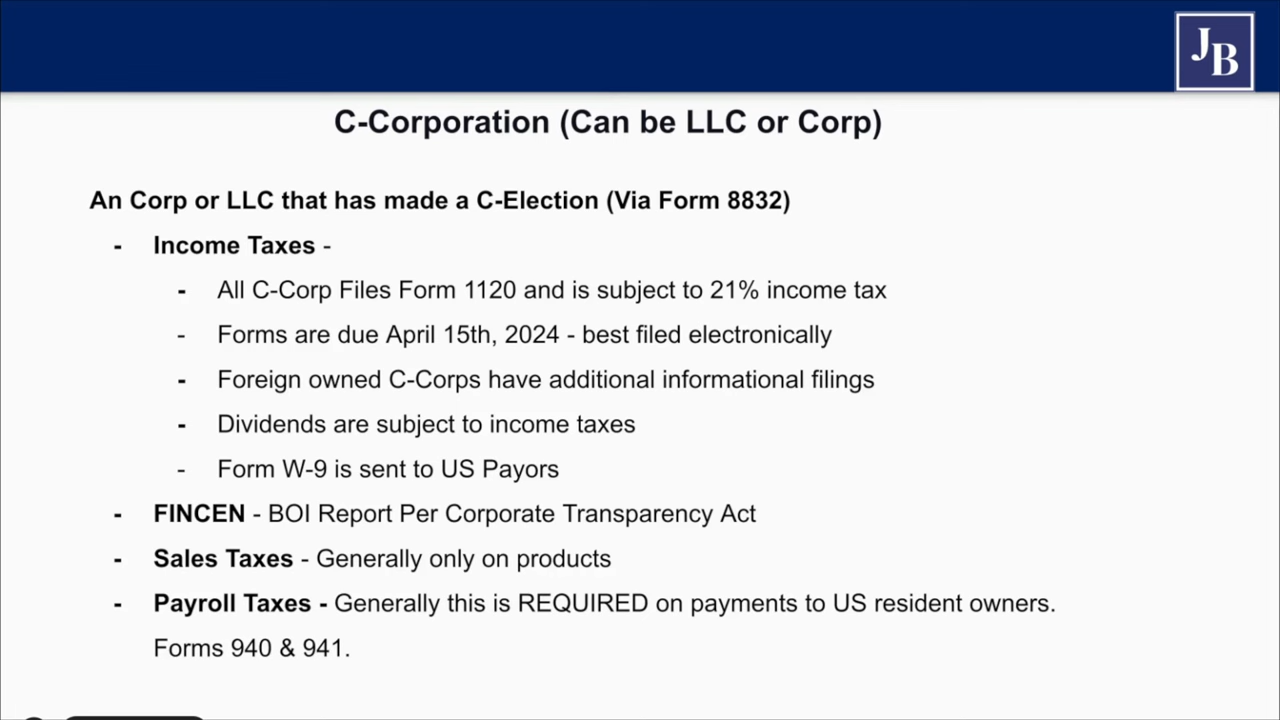 JB
C-Corporation (Can be LLC or Corp)
An Corp or LLC that has made a C-Election (Via Form 8832)
- Income Taxes -
- All C-Corp Files Form 1120 and is subject to 21% income tax
- Forms are due April 15th, 2024 - best filed electronically
- Foreign owned C-Corps have additional informational filings
- Dividends are subject to income taxes
- Form W-9 is sent to US Payors
- FINCEN - BOI Report Per Corporate Transparency Act
- Sales Taxes - Generally only on products
- Payroll Taxes - Generally this is REQUIRED on payments to US resident owners.
Forms 940 & 941.